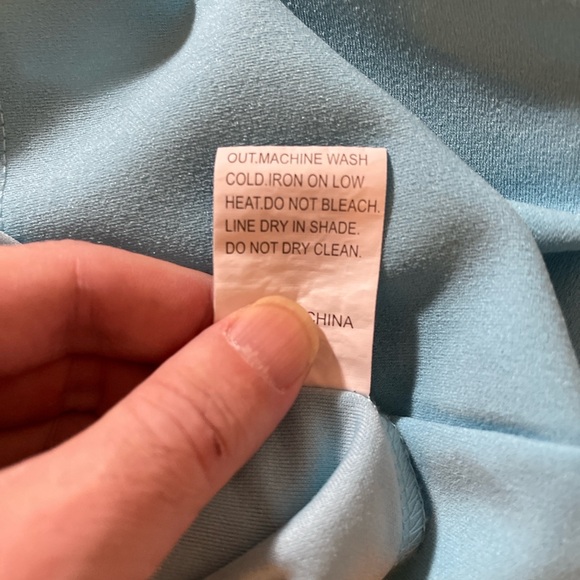 OUT.MACHINE WASH
COLD.IRON ON LOW
HEAT.DO NOT BLEACH.
LINE DRY IN SHADE.
DO NOT DRY CLEAN.
CHINA